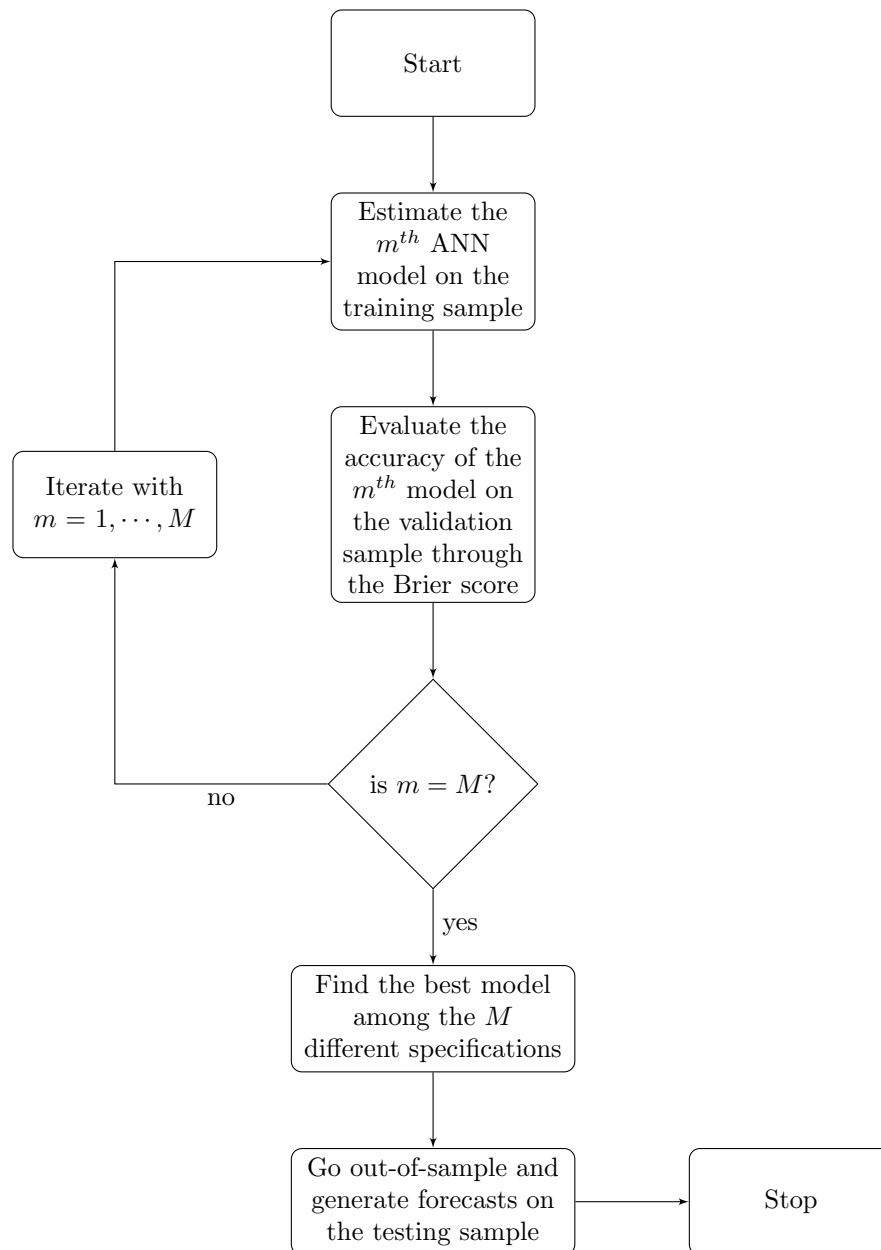 Start
Estimate the
$m^{th}$ ANN
model on the
training sample
Evaluate the
accuracy of the
$m^{th}$ model on
the validation
sample through
the Brier score
Iterate with
$m = 1, \cdots, M$
is $m = M$?
no
yes
Find the best model
among the $M$
different specifications
Go out-of-sample and
generate forecasts on
the testing sample
Stop